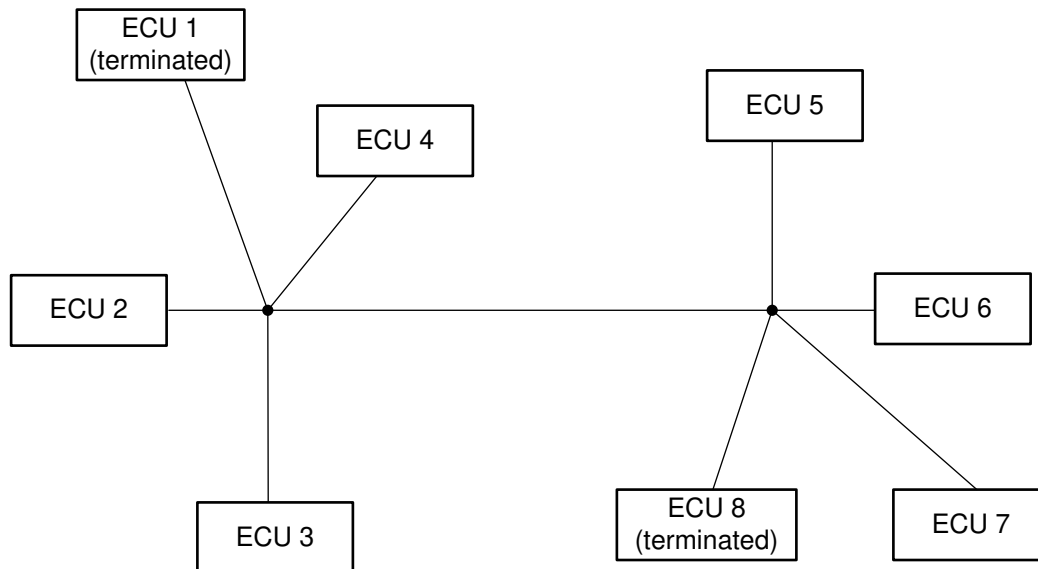 ECU 1
(terminated)
ECU 4
ECU 5
ECU 2
ECU 6
ECU 3
ECU 8
(terminated)
ECU 7